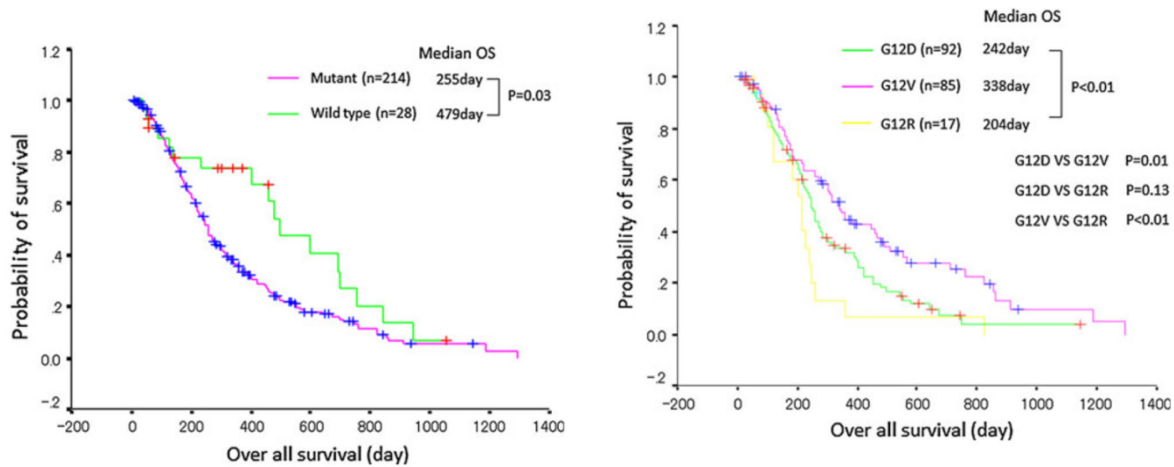 Median OS
Mutant (n=214) 255day
Wild type (n=28) 479day
P=0.03
Probability of survival
1.2
1.0
.8
.6
.4
.2
0.0
-.2
-200 0 200 400 600 800 1000 1200 1400
Over all survival (day)
Median OS
G12D (n=92) 242day
G12V (n=85) 338day
G12R (n=17) 204day
P<0.01
G12D VS G12V P=0.01
G12D VS G12R P=0.13
G12V VS G12R P<0.01
Probability of survival
1.2
1.0
.8
.6
.4
.2
0.0
-.2
-200 0 200 400 600 800 1000 1200 1400
Over all survival (day)